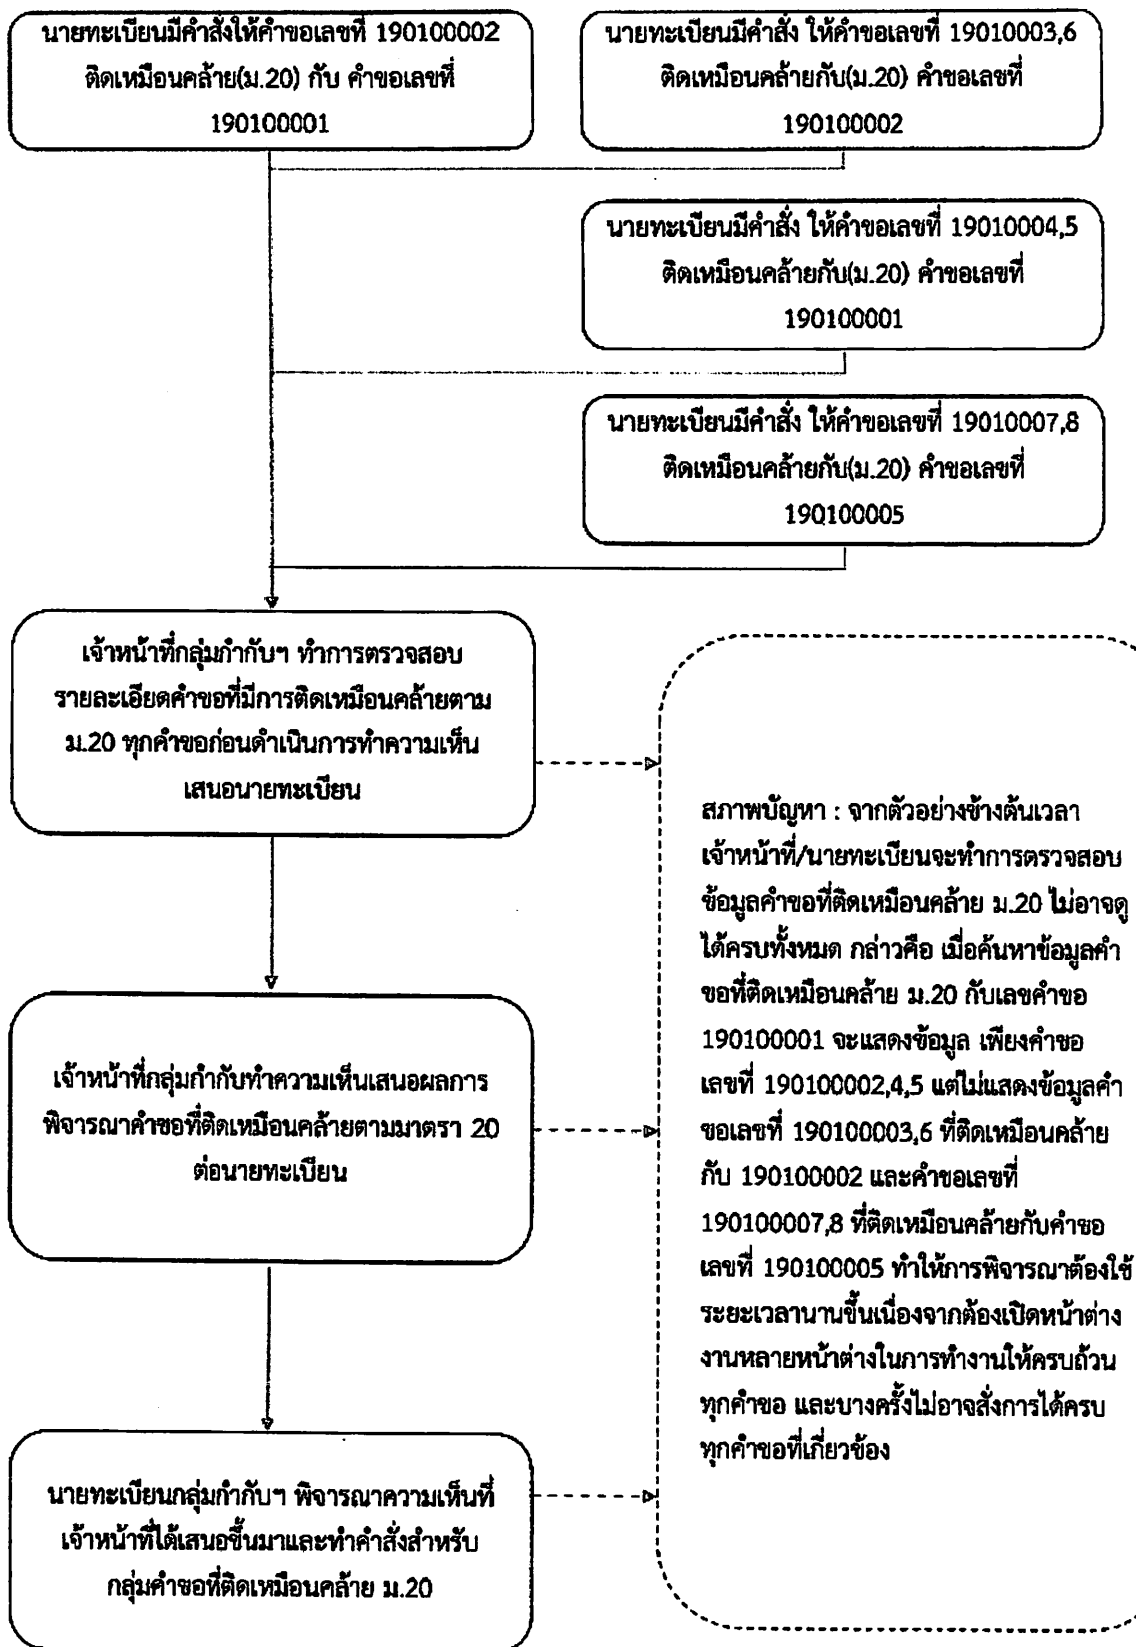 นายทะเบียนมีคำสั่งให้คำขอเลขที่ 190100002
ติดเหมือนคล้าย(ม.20) กับ คำขอเลขที่
190100001
นายทะเบียนมีคำสั่ง ให้คำขอเลขที่ 19010003,6
ติดเหมือนคล้ายกับ(ม.20) คำขอเลขที่
190100002
นายทะเบียนมีคำสั่ง ให้คำขอเลขที่ 19010004,5
ติดเหมือนคล้ายกับ(ม.20) คำขอเลขที่
190100001
นายทะเบียนมีคำสั่ง ให้คำขอเลขที่ 19010007,8
ติดเหมือนคล้ายกับ(ม.20) คำขอเลขที่
190100005
เจ้าหน้าที่กลุ่มกำกับฯ ทำการตรวจสอบ
รายละเอียดคำขอที่มีการติดเหมือนคล้ายตาม
ม.20 ทุกคำขอก่อนดำเนินการทำความเห็น
เสนอนายทะเบียน
เจ้าหน้าที่กลุ่มกำกับทำความเห็นเสนอผลการ
พิจารณาคำขอที่ติดเหมือนคล้ายตามมาตรา 20
ต่อนายทะเบียน
นายทะเบียนกลุ่มกำกับฯ พิจารณาความเห็นที่
เจ้าหน้าที่ได้เสนอขึ้นมาและทำคำสั่งสำหรับ
กลุ่มคำขอที่ติดเหมือนคล้าย ม.20
สภาพปัญหา : จากตัวอย่างข้างต้นเวลา
เจ้าหน้าที่/นายทะเบียนจะทำการตรวจสอบ
ข้อมูลคำขอที่ติดเหมือนคล้าย ม.20 ไม่อาจดู
ได้ครบทั้งหมด กล่าวคือ เมื่อค้นหาข้อมูลคำ
ขอที่ติดเหมือนคล้าย ม.20 กับเลขคำขอ
190100001 จะแสดงข้อมูล เพียงคำขอ
เลขที่ 190100002,4,5 แต่ไม่แสดงข้อมูลคำ
ขอเลขที่ 190100003,6 ที่ติดเหมือนคล้าย
กับ 190100002 และคำขอเลขที่
190100007,8 ที่ติดเหมือนคล้ายกับคำขอ
เลขที่ 190100005 ทำให้การพิจารณาต้องใช้
ระยะเวลานานขึ้นเนื่องจากต้องเปิดหน้าต่าง
งานหลายหน้าต่างในการทำงานให้ครบถ้วน
ทุกคำขอ และบางครั้งไม่อาจสั่งการได้ครบ
ทุกคำขอที่เกี่ยวข้อง